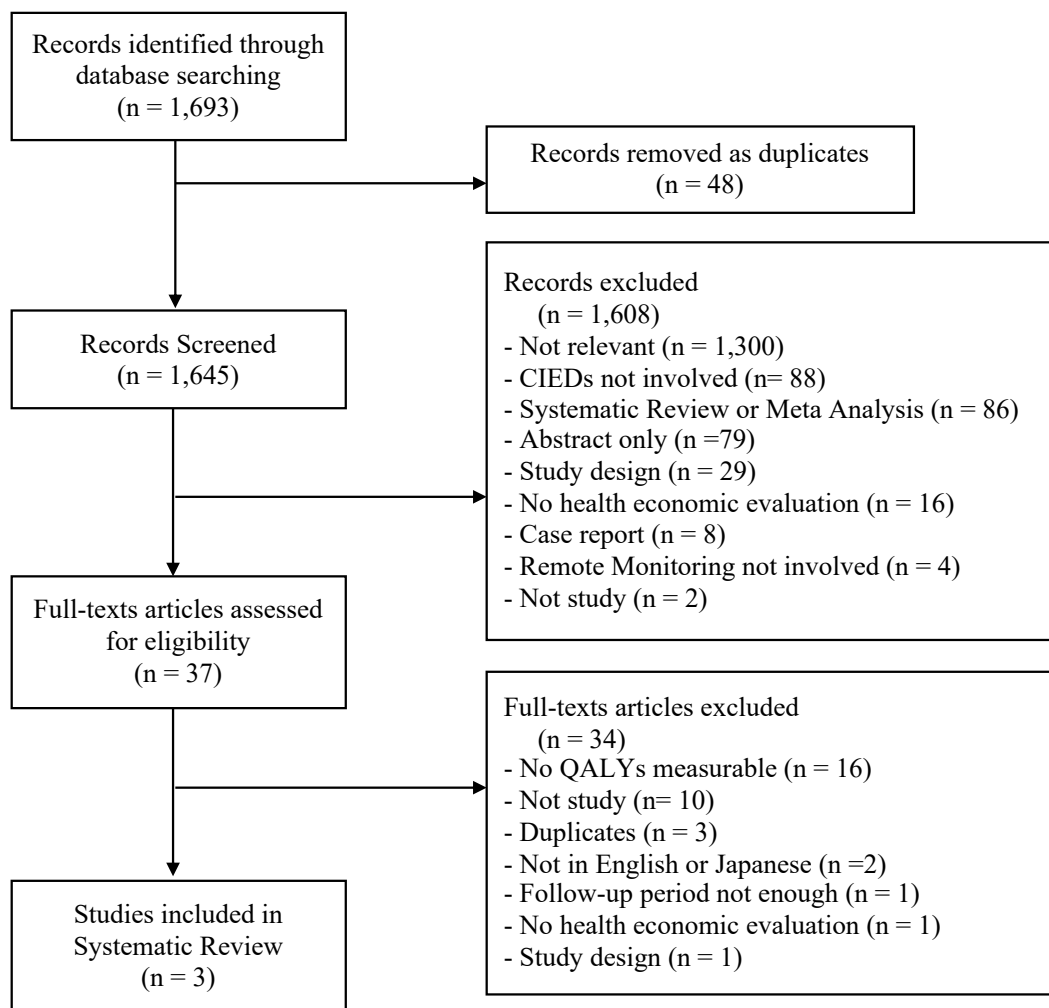 Records identified through
database searching
(n = 1,693)
Records removed as duplicates
(n = 48)
Records Screened
(n = 1,645)
Records excluded
(n = 1,608)
- Not relevant (n = 1,300)
- CIEDs not involved (n= 88)
- Systematic Review or Meta Analysis (n = 86)
- Abstract only (n =79)
- Study design (n = 29)
- No health economic evaluation (n = 16)
- Case report (n = 8)
- Remote Monitoring not involved (n = 4)
- Not study (n = 2)
Full-texts articles assessed
for eligibility
(n = 37)
Full-texts articles excluded
(n = 34)
- No QALYs measurable (n = 16)
- Not study (n= 10)
- Duplicates (n = 3)
- Not in English or Japanese (n =2)
- Follow-up period not enough (n = 1)
- No health economic evaluation (n = 1)
- Study design (n = 1)
Studies included in
Systematic Review
(n = 3)